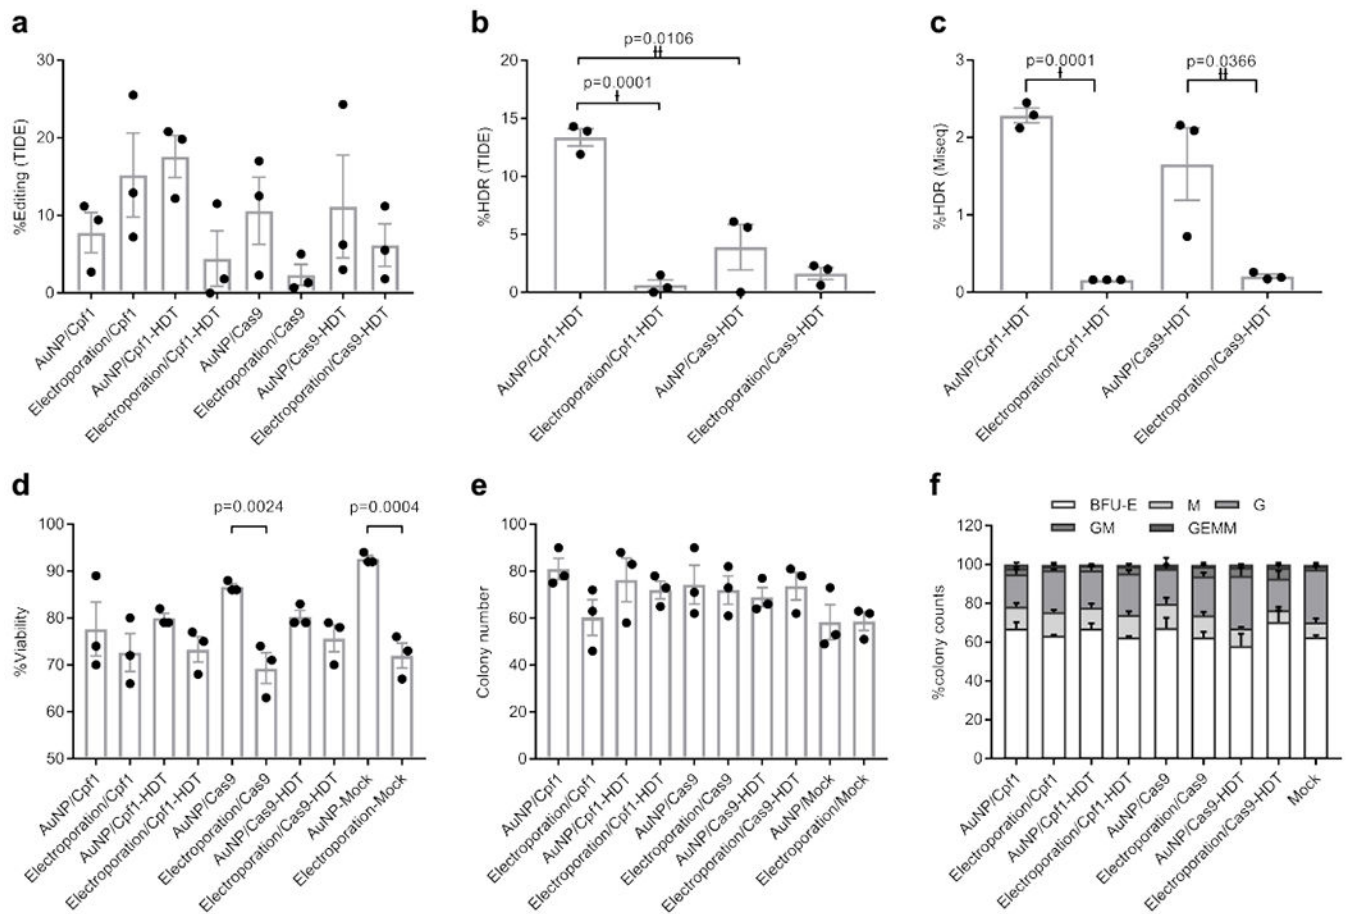 a
%Editing (TIDE)
30
20
10
0
AuNP/Cpf1
Electroporation/Cpf1
AuNP/Cpf1-HDT
Electroporation/Cpf1-HDT
AuNP/Cas9
Electroporation/Cas9
AuNP/Cas9-HDT
Electroporation/Cas9-HDT
b
%HDR (TIDE)
20
15
10
5
0
p=0.0106
ǂ
p=0.0001
ƚ
AuNP/Cpf1-HDT
Electroporation/Cpf1-HDT
AuNP/Cas9-HDT
Electroporation/Cas9-HDT
c
%HDR (Miseq)
3
2
1
0
p=0.0001
ƚ
p=0.0366
ǂ
AuNP/Cpf1-HDT
Electroporation/Cpf1-HDT
AuNP/Cas9-HDT
Electroporation/Cas9-HDT
d
%Viability
100
90
80
70
60
50
p=0.0024
p=0.0004
AuNP/Cpf1
Electroporation/Cpf1
AuNP/Cpf1-HDT
Electroporation/Cpf1-HDT
AuNP/Cas9
Electroporation/Cas9
AuNP/Cas9-HDT
Electroporation/Cas9-HDT
AuNP-Mock
Electroporation-Mock
e
Colony number
100
80
60
40
20
0
AuNP/Cpf1
Electroporation/Cpf1
AuNP/Cpf1-HDT
Electroporation/Cpf1-HDT
AuNP/Cas9
Electroporation/Cas9
AuNP/Cas9-HDT
Electroporation/Cas9-HDT
AuNP/Mock
Electroporation/Mock
f
BFU-E M G
GM GEMM
%colony counts
120
100
80
60
40
20
0
AuNP/Cpf1
Electroporation/Cpf1
AuNP/Cpf1-HDT
Electroporation/Cpf1-HDT
AuNP/Cas9
Electroporation/Cas9
AuNP/Cas9-HDT
Electroporation/Cas9-HDT
Mock